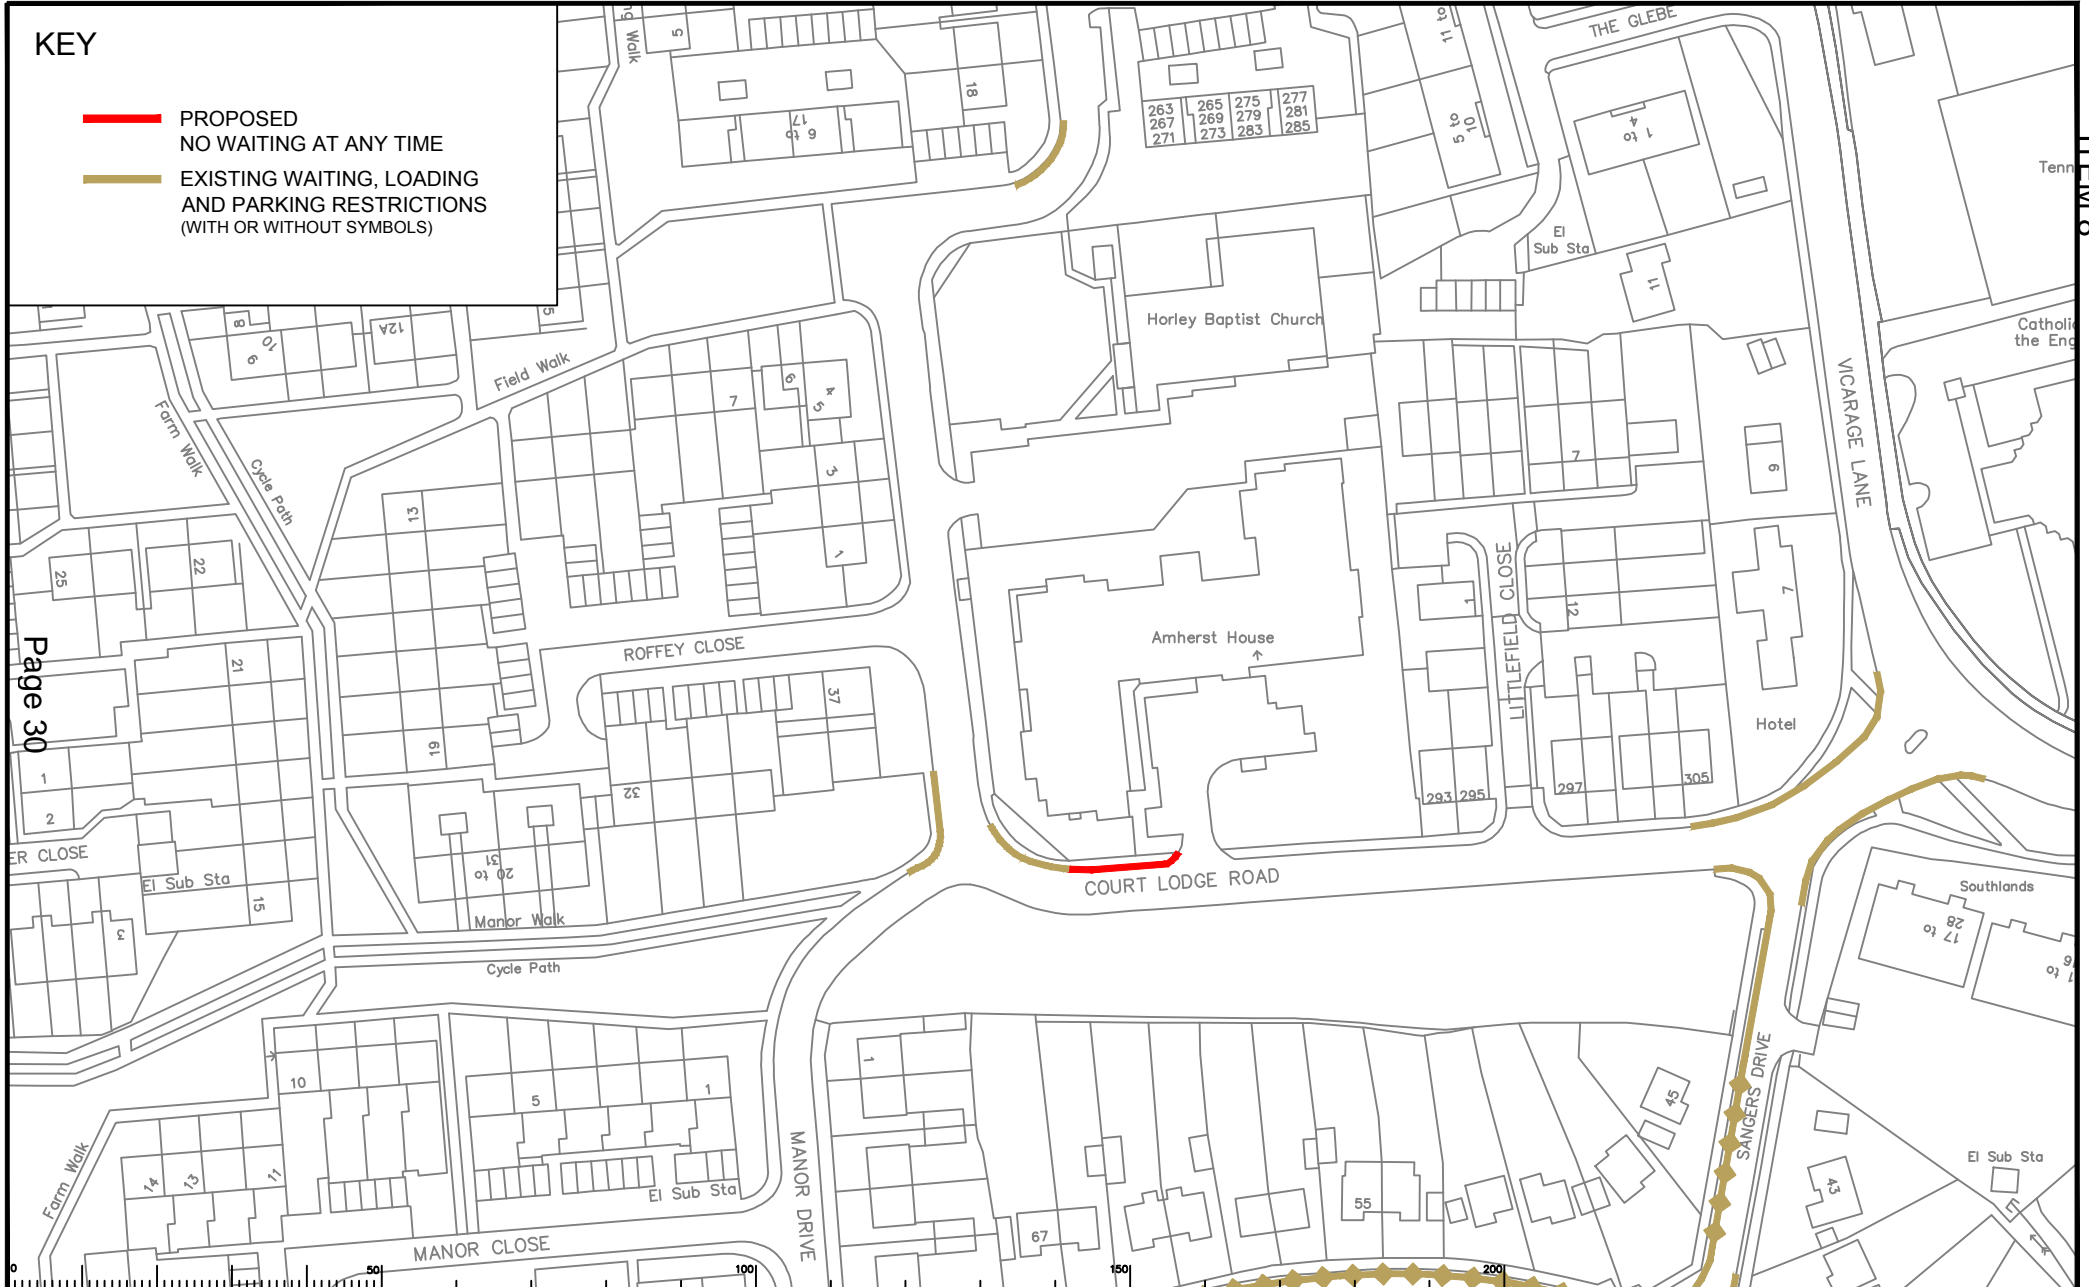 KEY
PROPOSED
NO WAITING AT ANY TIME
EXISTING WAITING, LOADING
AND PARKING RESTRICTIONS
(WITH OR WITHOUT SYMBOLS)
Walk
5
18
6 to
17
263
267
271
265
269
273
275
279
283
277
281
285
11 to
5 to
10
THE GLEBE
1 to
4
El
Sub Sta
11
Tenn
Horley Baptist Church
Catholic
the Eng
8
10
9
12A
5
Field Walk
Farm Walk
Cycle Path
7
6
4
5
3
1
13
19
25
22
21
7
9
VICARAGE LANE
LITTLEFIELD CLOSE
1
12
7
Hotel
Amherst House
ROFFEY CLOSE
37
32
Page 30
1
2
ER CLOSE
El Sub Sta
15
3
20 to
31
Manor Walk
Cycle Path
293
295
297
305
COURT LODGE ROAD
Southlands
17 to
28
SANGERS DRIVE
10
5
1
1
45
43
El Sub Sta
Farm Walk
14
13
11
El Sub Sta
MANOR DRIVE
MANOR CLOSE
67
55
0
50
100
150
200